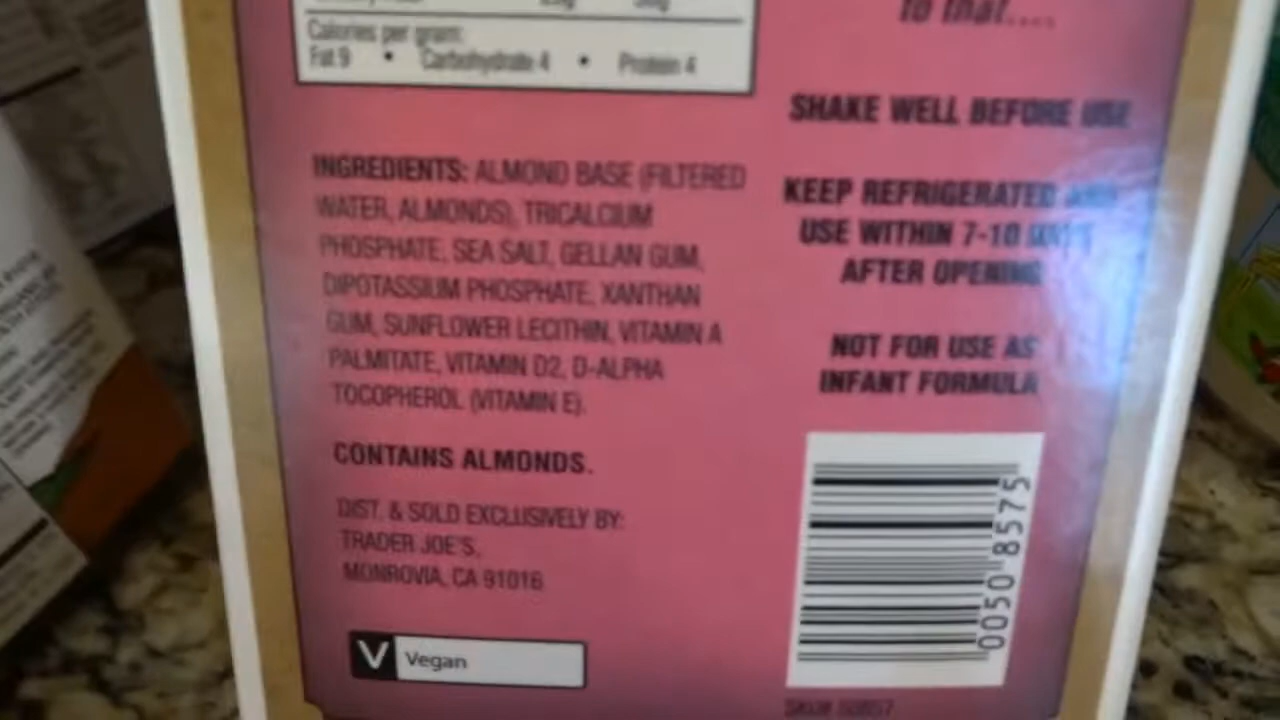 to that....
Calories per gram:
Fat 9 • Carbohydrate 4 • Protein 4
SHAKE WELL BEFORE USE
INGREDIENTS: ALMOND BASE (FILTERED
WATER, ALMONDS), TRICALCIUM
PHOSPHATE, SEA SALT, GELLAN GUM,
DIPOTASSIUM PHOSPHATE, XANTHAN
GUM, SUNFLOWER LECITHIN, VITAMIN A
PALMITATE, VITAMIN D2, D-ALPHA
TOCOPHEROL (VITAMIN E).
KEEP REFRIGERATED AND
USE WITHIN 7-10 DAYS
AFTER OPENING
NOT FOR USE AS
INFANT FORMULA
CONTAINS ALMONDS.
DIST. & SOLD EXCLUSIVELY BY:
TRADER JOE'S,
MONROVIA, CA 91016
V Vegan
0050 8575
SKU#